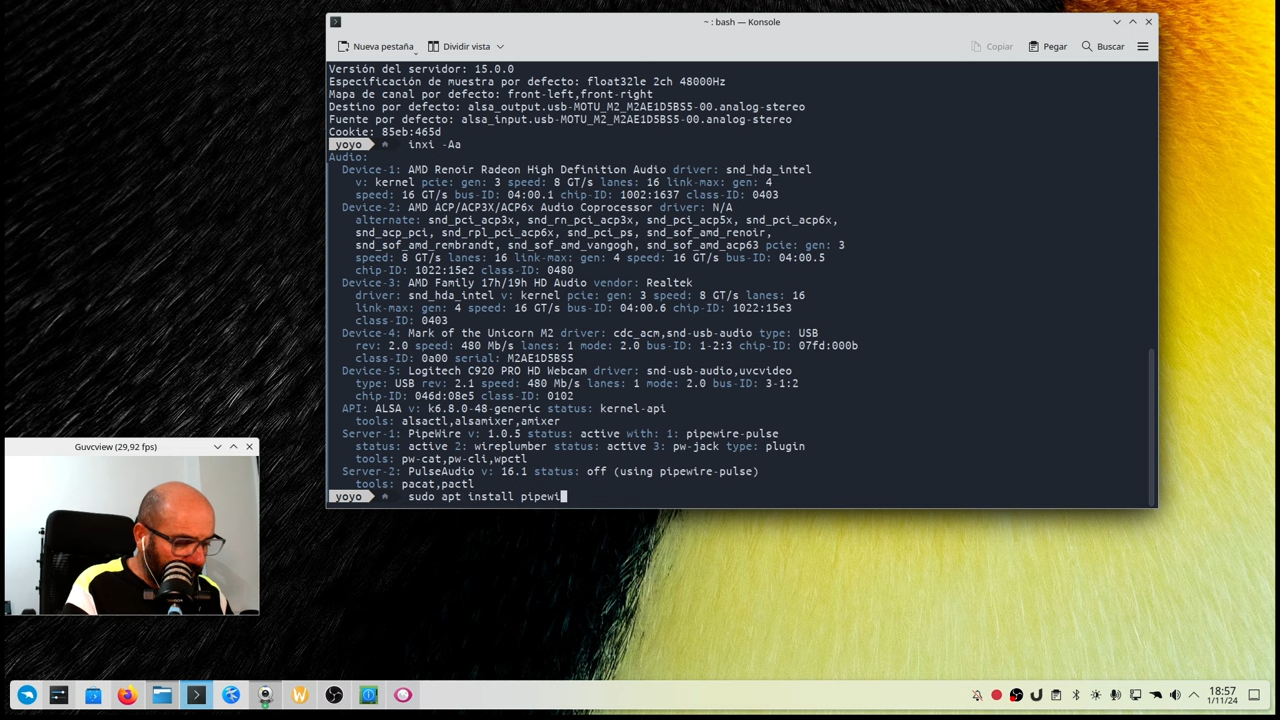 ~ : bash — Konsole
Nueva pestaña
Dividir vista
Copiar
Pegar
Buscar
Versión del servidor: 15.0.0
Especificación de muestra por defecto: float32le 2ch 48000Hz
Mapa de canal por defecto: front-left,front-right
Destino por defecto: alsa_output.usb-MOTU_M2_M2AE1D5BS5-00.analog-stereo
Fuente por defecto: alsa_input.usb-MOTU_M2_M2AE1D5BS5-00.analog-stereo
Cookie: 85eb:465d
yoyo inxi -Aa
Audio:
Device-1: AMD Renoir Radeon High Definition Audio driver: snd_hda_intel
v: kernel pcie: gen: 3 speed: 8 GT/s lanes: 16 link-max: gen: 4
speed: 16 GT/s bus-ID: 04:00.1 chip-ID: 1002:1637 class-ID: 0403
Device-2: AMD ACP/ACP3X/ACP6x Audio Coprocessor driver: N/A
alternate: snd_pci_acp3x, snd_rn_pci_acp3x, snd_pci_acp5x, snd_pci_acp6x,
snd_acp_pci, snd_rpl_pci_acp6x, snd_pci_ps, snd_sof_amd_renoir,
snd_sof_amd_rembrandt, snd_sof_amd_vangogh, snd_sof_amd_acp63 pcie: gen: 3
speed: 8 GT/s lanes: 16 link-max: gen: 4 speed: 16 GT/s bus-ID: 04:00.5
chip-ID: 1022:15e2 class-ID: 0480
Device-3: AMD Family 17h/19h HD Audio vendor: Realtek
driver: snd_hda_intel v: kernel pcie: gen: 3 speed: 8 GT/s lanes: 16
link-max: gen: 4 speed: 16 GT/s bus-ID: 04:00.6 chip-ID: 1022:15e3
class-ID: 0403
Device-4: Mark of the Unicorn M2 driver: cdc_acm,snd-usb-audio type: USB
rev: 2.0 speed: 480 Mb/s lanes: 1 mode: 2.0 bus-ID: 1-2:3 chip-ID: 07fd:000b
class-ID: 0a00 serial: M2AE1D5BS5
Device-5: Logitech C920 PRO HD Webcam driver: snd-usb-audio,uvcvideo
type: USB rev: 2.1 speed: 480 Mb/s lanes: 1 mode: 2.0 bus-ID: 3-1:2
chip-ID: 046d:08e5 class-ID: 0102
API: ALSA v: k6.8.0-48-generic status: kernel-api
tools: alsactl,alsamixer,amixer
Server-1: PipeWire v: 1.0.5 status: active with: 1: pipewire-pulse
status: active 2: wireplumber status: active 3: pw-jack type: plugin
tools: pw-cat,pw-cli,wpctl
Server-2: PulseAudio v: 16.1 status: off (using pipewire-pulse)
tools: pacat,pactl
yoyo sudo apt install pipewi
Guvcview (29,92 fps)
18:57
1/11/24